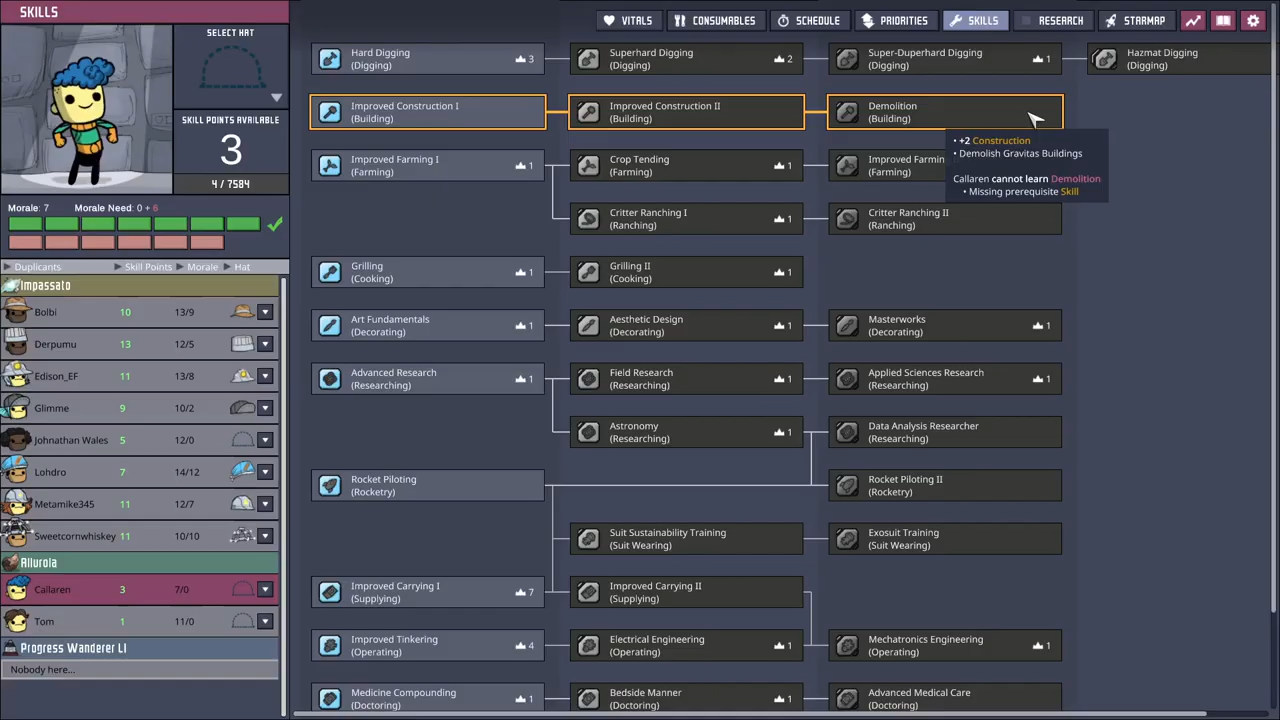 SKILLS
VITALS
CONSUMABLES
SCHEDULE
PRIORITIES
SKILLS
RESEARCH
STARMAP
SELECT HAT
SKILL POINTS AVAILABLE
3
4 / 7584
Morale: 7 Morale Need: 0 + 6
Duplicants Skill Points Morale Hat
Impassato
Bolbi 10 13/9
Derpumu 13 12/5
Edison_EF 11 13/8
Glimme 9 10/2
Johnathan Wales 5 12/0
Lohdro 7 14/12
Metamike345 11 12/7
Sweetcornwhiskey 11 10/10
Alluroia
Callaren 3 7/0
Tom 1 11/0
Progress Wanderer LI
Nobody here...
Hard Digging
(Digging)
3
Superhard Digging
(Digging)
2
Super-Duperhard Digging
(Digging)
1
Hazmat Digging
(Digging)
Improved Construction I
(Building)
Improved Construction II
(Building)
Demolition
(Building)
• +2 Construction
• Demolish Gravitas Buildings
Callaren cannot learn Demolition
• Missing prerequisite Skill
Improved Farming I
(Farming)
1
Crop Tending
(Farming)
1
Improved Farmin
(Farming)
Critter Ranching I
(Ranching)
1
Critter Ranching II
(Ranching)
Grilling
(Cooking)
1
Grilling II
(Cooking)
1
Art Fundamentals
(Decorating)
1
Aesthetic Design
(Decorating)
1
Masterworks
(Decorating)
1
Advanced Research
(Researching)
1
Field Research
(Researching)
1
Applied Sciences Research
(Researching)
1
Astronomy
(Researching)
1
Data Analysis Researcher
(Researching)
Rocket Piloting
(Rocketry)
Rocket Piloting II
(Rocketry)
Suit Sustainability Training
(Suit Wearing)
Exosuit Training
(Suit Wearing)
Improved Carrying I
(Supplying)
7
Improved Carrying II
(Supplying)
Improved Tinkering
(Operating)
4
Electrical Engineering
(Operating)
1
Mechatronics Engineering
(Operating)
1
Medicine Compounding
(Doctoring)
1
Bedside Manner
(Doctoring)
1
Advanced Medical Care
(Doctoring)